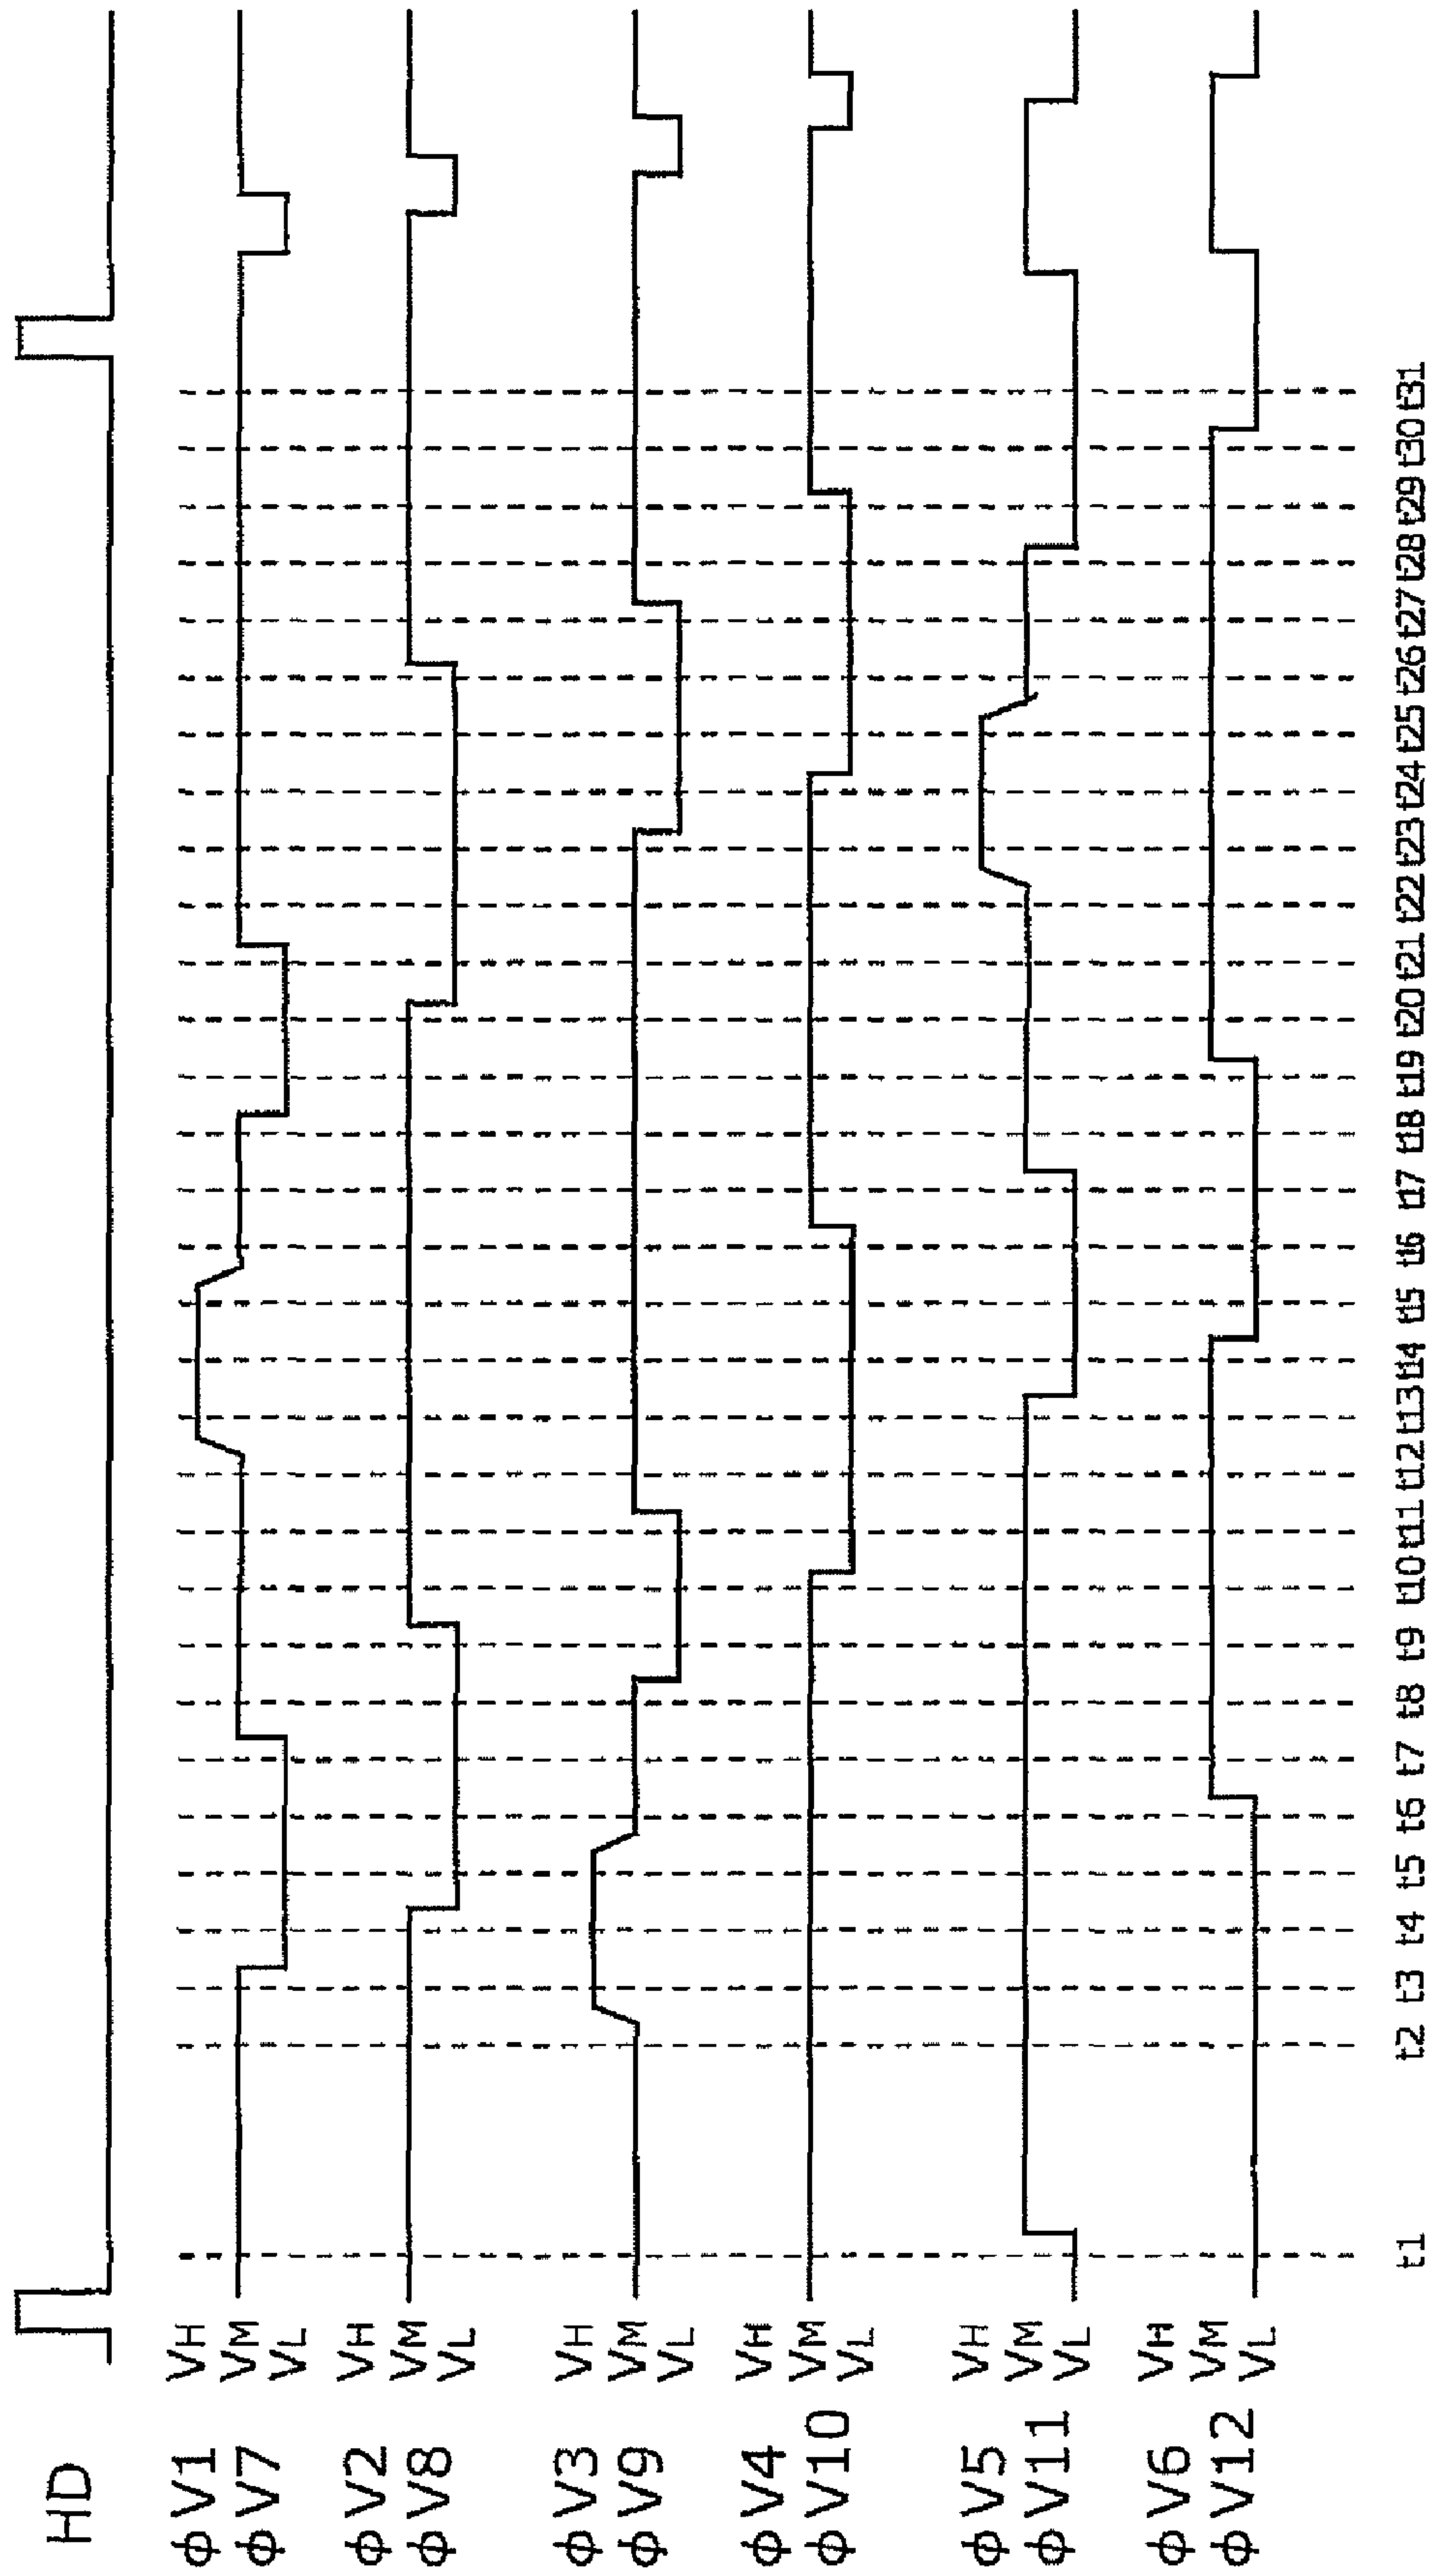 HD
φV1 VH
φV7 VM
VL
φV2 VH
φV8 VM
VL
φV3 VH
φV9 VM
VL
φV4 VH
φV10 VM
VL
φV5 VH
φV11 VM
VL
φV6 VH
φV12 VM
VL
t1 t2 t3 t4 t5 t6 t7 t8 t9 t10 t11 t12 t13 t14 t15 t16 t17 t18 t19 t20 t21 t22 t23 t24 t25 t26 t27 t28 t29 t30 t31